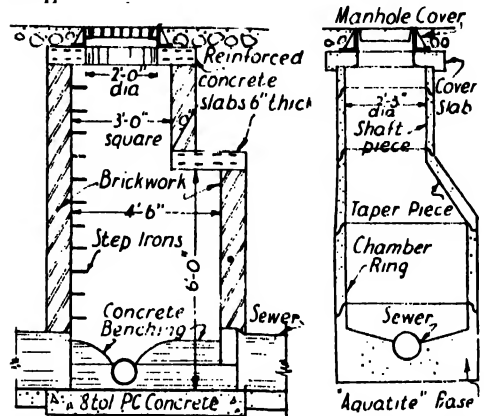 Manhole Cover
Reinforced
concrete
slabs 6" thick
2'-0"
dia
3'-0"
square
9"
Brickwork
4'-6"
Step Irons
6'-0"
Concrete
Benching
Sewer
8 to 1 PC Concrete
Cover
Slab
2'-3"
dia
Shaft
piece
Taper Piece
Chamber
Ring
Sewer
"Aquatite" Base